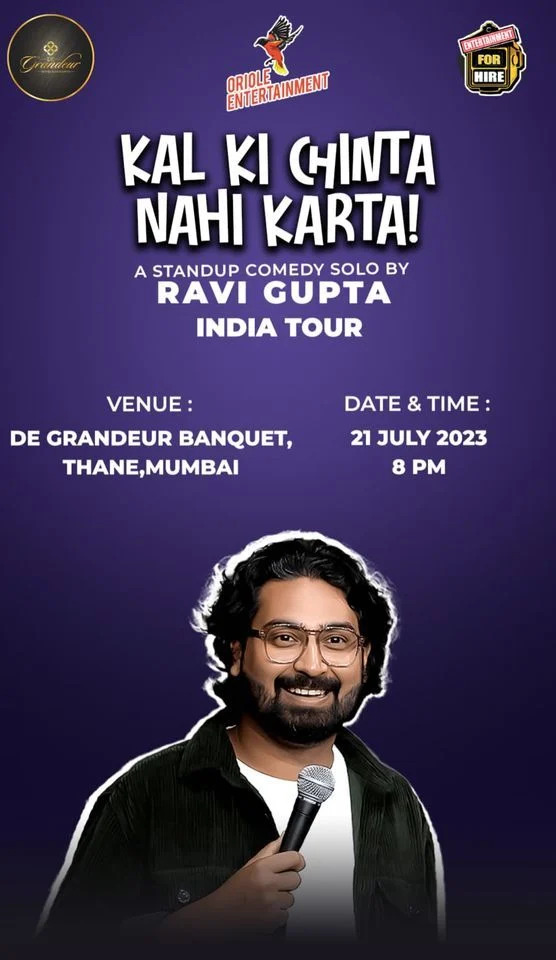 De
Grandeur
ORIOLE
ENTERTAINMENT
ENTERTAINMENT
FOR
HIRE
KAL KI CHINTA
NAHI KARTA!
A STANDUP COMEDY SOLO BY
RAVI GUPTA
INDIA TOUR
VENUE :
DE GRANDEUR BANQUET,
THANE,MUMBAI
DATE & TIME :
21 JULY 2023
8 PM